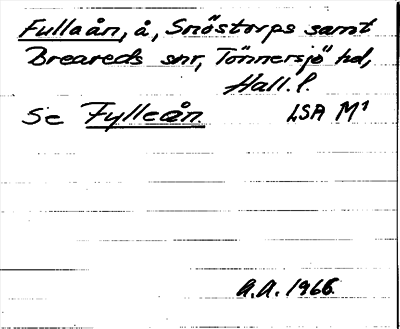 Fullaån, å, Snöstorps samt
Breareds snr, Tönnersjö hd,
Hall.l.
Se Fylleån. LSA M¹
A.A. 1966.